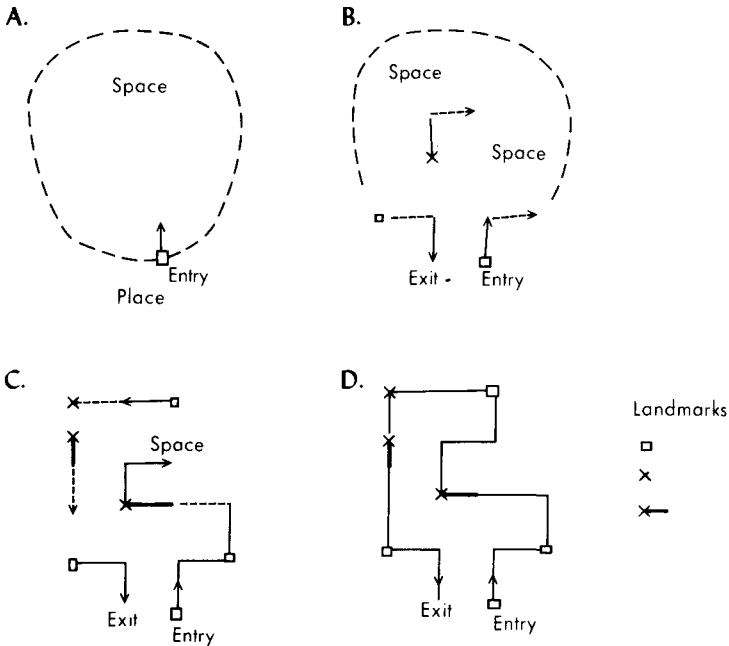 A.
Space
Entry
Place
B.
Space
Space
Exit
Entry
C.
Space
Exit
Entry
D.
Exit
Entry
Landmarks